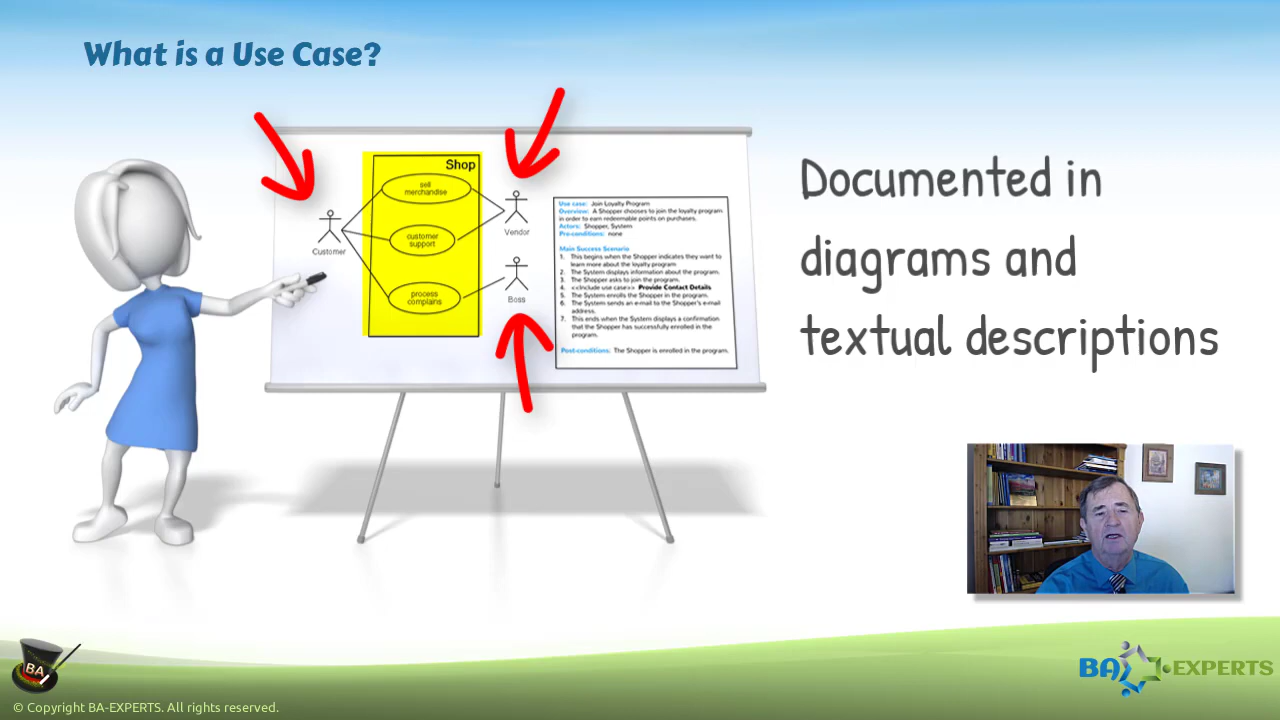 What is a Use Case?
Shop
sell
merchandise
customer
support
process
complains
Customer
Vendor
Boss
Use case: Join Loyalty Program
Overview: A Shopper chooses to join the loyalty program
in order to earn redeemable points on purchases.
Actors: Shopper, System
Pre-conditions: none
Main Success Scenario
1. This begins when the Shopper indicates they want to
learn more about the loyalty program
2. The System displays information about the program.
3. The Shopper asks to join the program.
4. <<Include use case>> Provide Contact Details
5. The System enrolls the Shopper in the program.
6. The System sends an e-mail to the Shopper's e-mail
address.
7. This ends when the System displays a confirmation
that the Shopper has successfully enrolled in the
program.
Post-conditions: The Shopper is enrolled in the program.
Documented in
diagrams and
textual descriptions
BA
© Copyright BA-EXPERTS. All rights reserved.
BA-EXPERTS